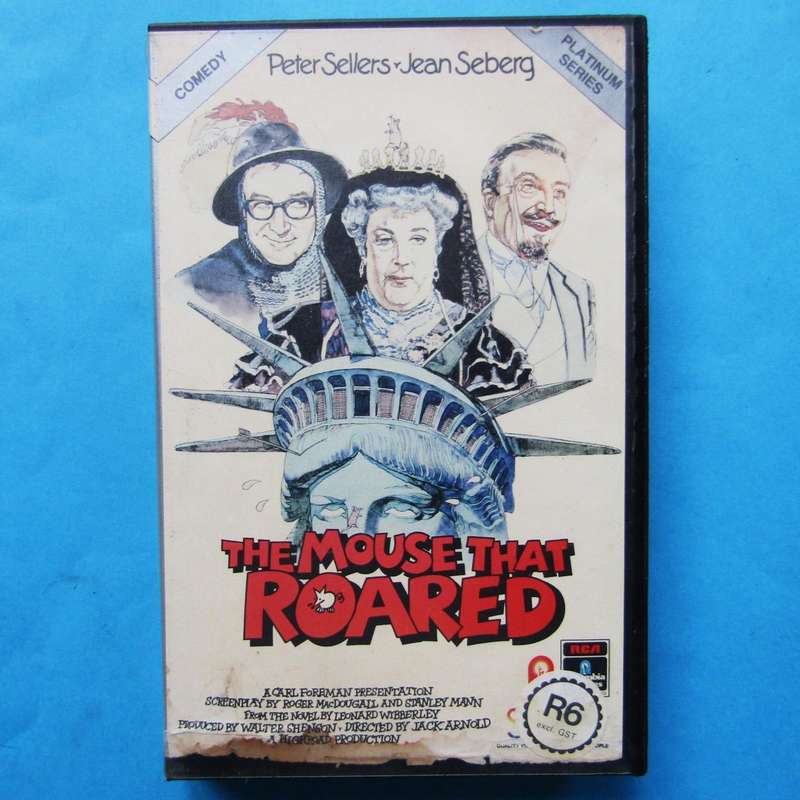 COMEDY
Peter Sellers · Jean Seberg
PLATINUM
SERIES
THE MOUSE THAT
ROARED
A CARL FOREMAN PRESENTATION
SCREENPLAY BY ROGER MACDOUGALL AND STANLEY MANN
FROM THE NOVEL BY LEONARD WIBBERLEY
PRODUCED BY WALTER SHENSON · DIRECTED BY JACK ARNOLD
A HIGHROAD PRODUCTION
RCA
R6
excl. GST
QUALITY